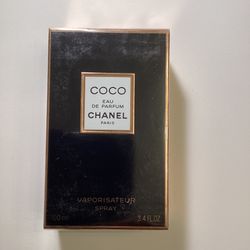 COCO
EAU
DE PARFUM
CHANEL
PARIS
VAPORISATEUR
SPRAY
3.4 FL.OZ